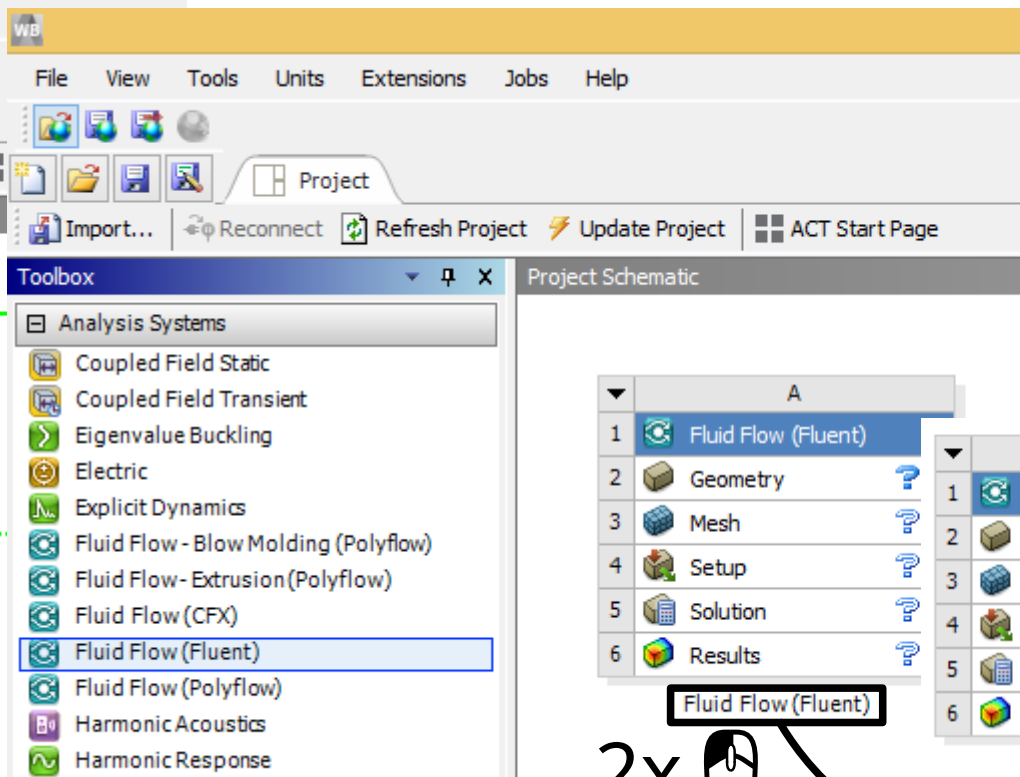 WB
File View Tools Units Extensions Jobs Help
Project
Import... Reconnect Refresh Project Update Project ACT Start Page
Toolbox
Project Schematic
Analysis Systems
Coupled Field Static
Coupled Field Transient
Eigenvalue Buckling
Electric
Explicit Dynamics
Fluid Flow - Blow Molding (Polyflow)
Fluid Flow - Extrusion (Polyflow)
Fluid Flow (CFX)
Fluid Flow (Fluent)
Fluid Flow (Polyflow)
Harmonic Acoustics
Harmonic Response
A
1 Fluid Flow (Fluent)
2 Geometry ?
3 Mesh ?
4 Setup ?
5 Solution ?
6 Results ?
Fluid Flow (Fluent)
2x
1
2
3
4
5
6